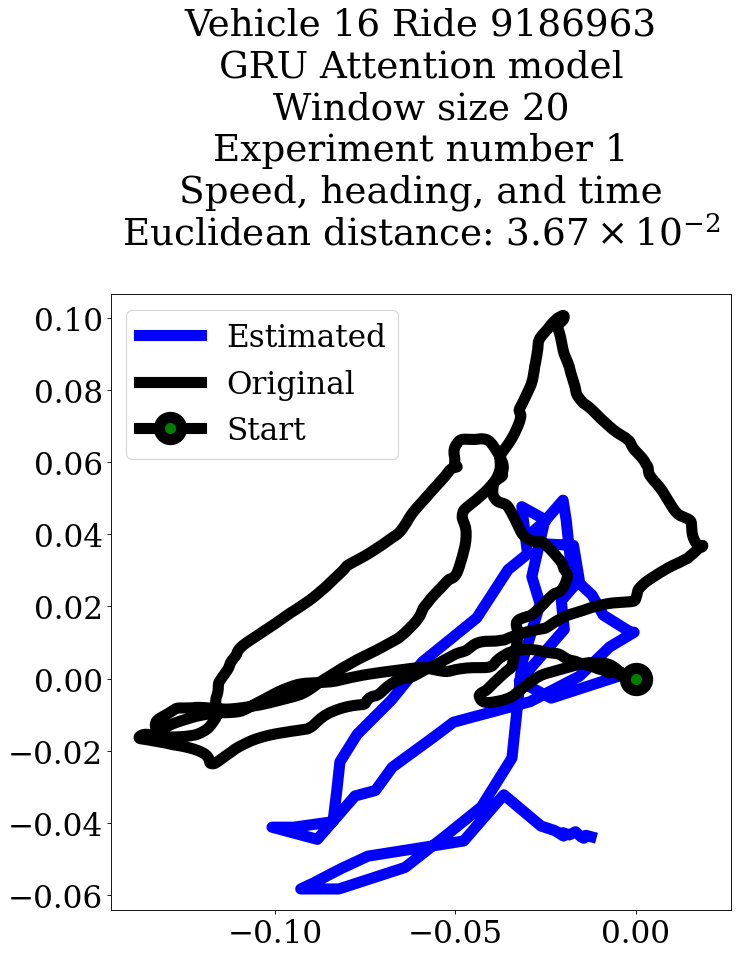 Vehicle 16 Ride 9186963
GRU Attention model
Window size 20
Experiment number 1
Speed, heading, and time
Euclidean distance: 3.67 × 10⁻²
Estimated
Original
Start
0.10
0.08
0.06
0.04
0.02
0.00
−0.02
−0.04
−0.06
−0.10
−0.05
0.00